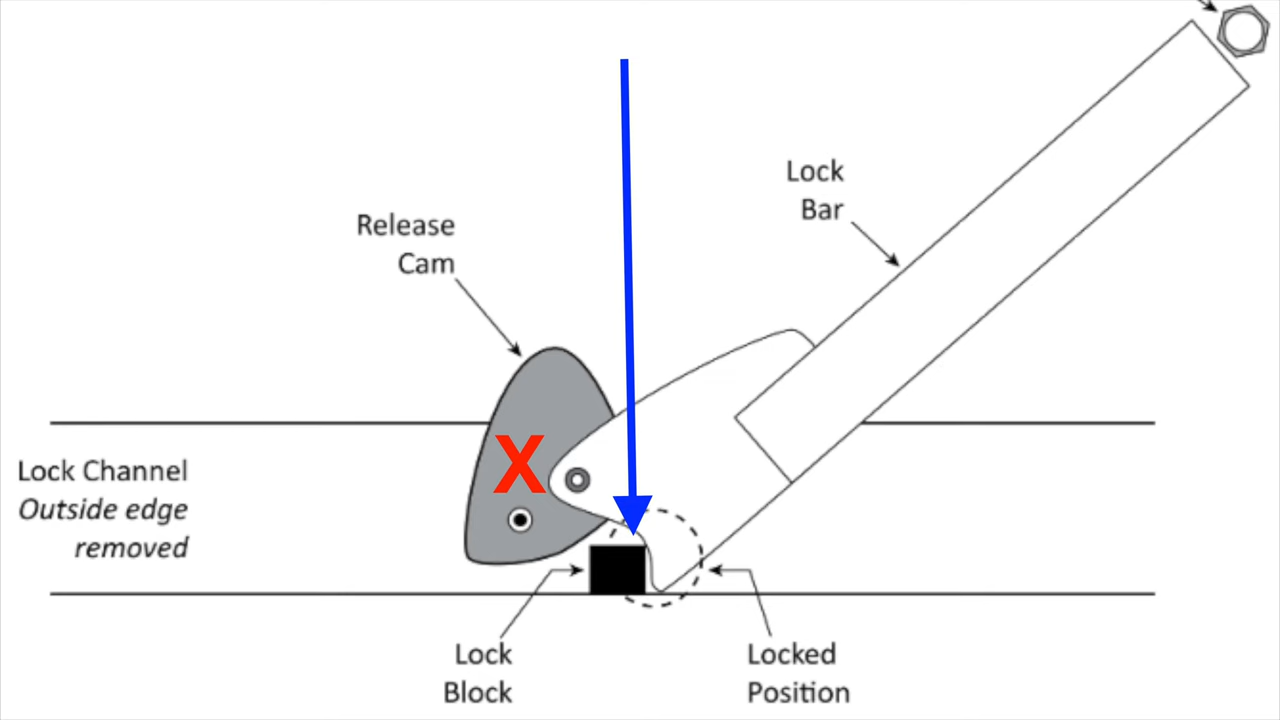 Lock
Bar
Release
Cam
X
Lock Channel
Outside edge
removed
Lock
Block
Locked
Position